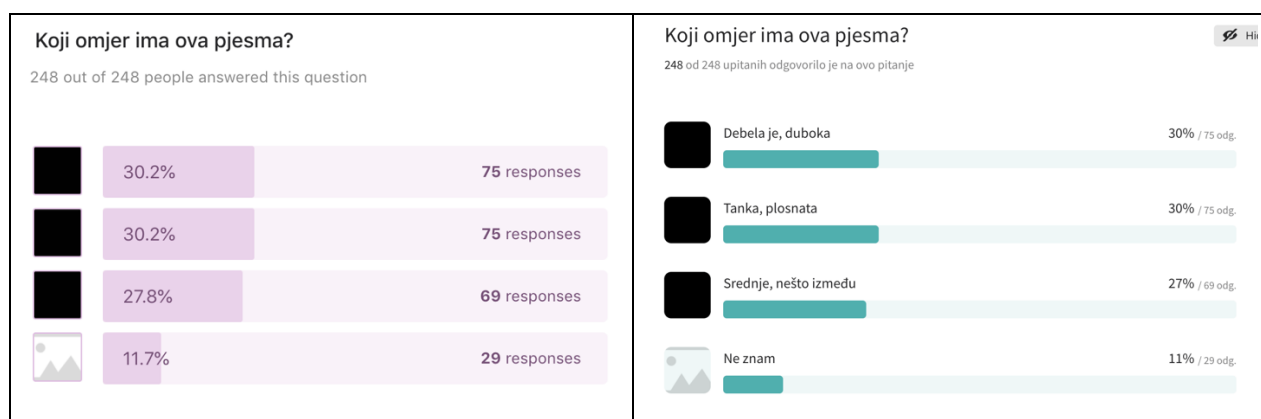 Koji omjer ima ova pjesma?
248 out of 248 people answered this question
30.2% 75 responses
30.2% 75 responses
27.8% 69 responses
11.7% 29 responses
Koji omjer ima ova pjesma?
248 od 248 upitanih odgovorilo je na ovo pitanje
Debela je, duboka 30% / 75 odg.
Tanka, plosnata 30% / 75 odg.
Srednje, nešto između 27% / 69 odg.
Ne znam 11% / 29 odg.